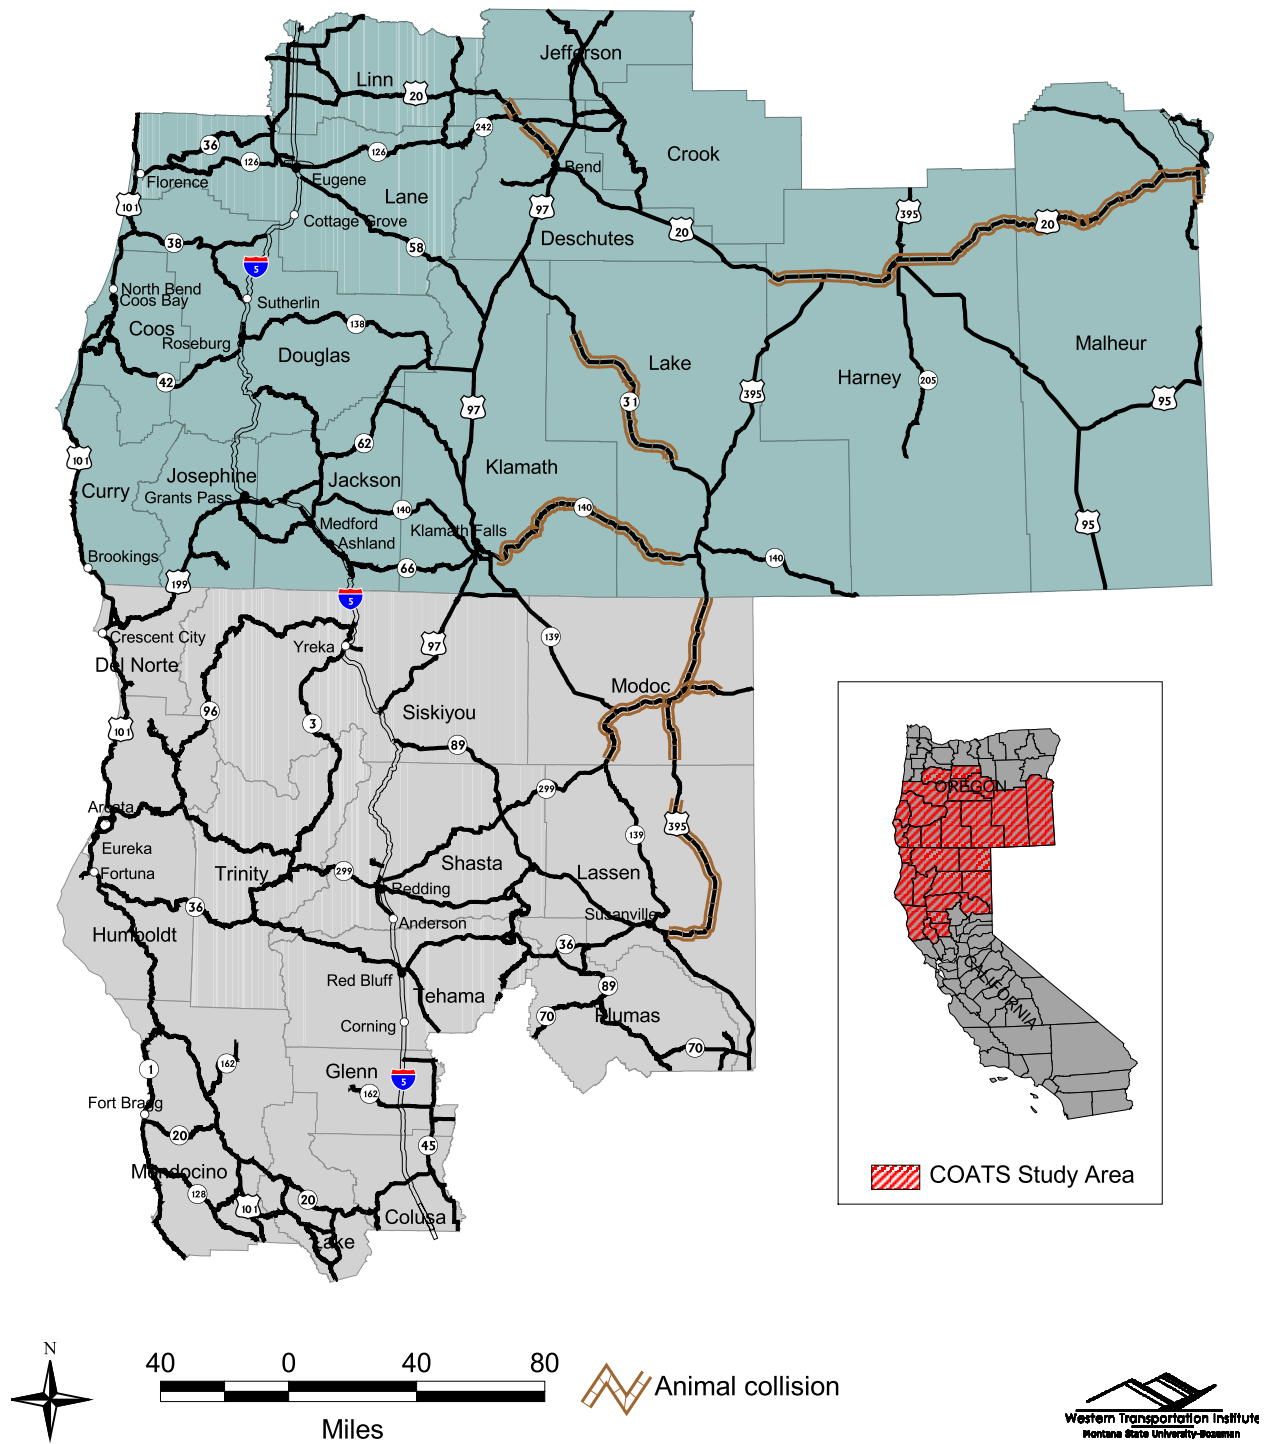 Jefferson
Linn
20
242
36
126
126
Crook
Bend
Florence
Eugene
Lane
101
97
395
20
Cottage Grove
20
38
58
Deschutes
5
North Bend
Coos Bay
Sutherlin
138
Coos
Roseburg
Douglas
Lake
Malheur
42
Harney
205
97
31
395
95
62
101
Klamath
Josephine
Jackson
Curry
Grants Pass
140
140
Medford
Klamath Falls
95
Ashland
Brookings
66
140
199
5
Crescent City
Yreka
97
139
Del Norte
Modoc
96
3
Siskiyou
101
89
OREGON
299
Arcata
395
139
Eureka
Shasta
Fortuna
Trinity
299
Lassen
Redding
36
Susanville
Anderson
Humboldt
36
CALIFORNIA
Red Bluff
89
Tehama
70
Plumas
Corning
70
1
162
Glenn
5
162
Fort Bragg
20
45
Mendocino
COATS Study Area
128
20
101
Colusa
Lake
N
40 0 40 80
Miles
Animal collision
Western Transportation Institute
Montana State University-Bozeman